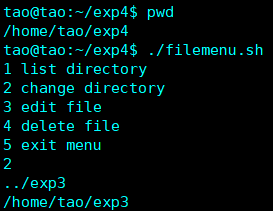 tao@tao:~/exp4$ pwd
/home/tao/exp4
tao@tao:~/exp4$ ./filemenu.sh
1 list directory
2 change directory
3 edit file
4 delete file
5 exit menu
2
../exp3
/home/tao/exp3